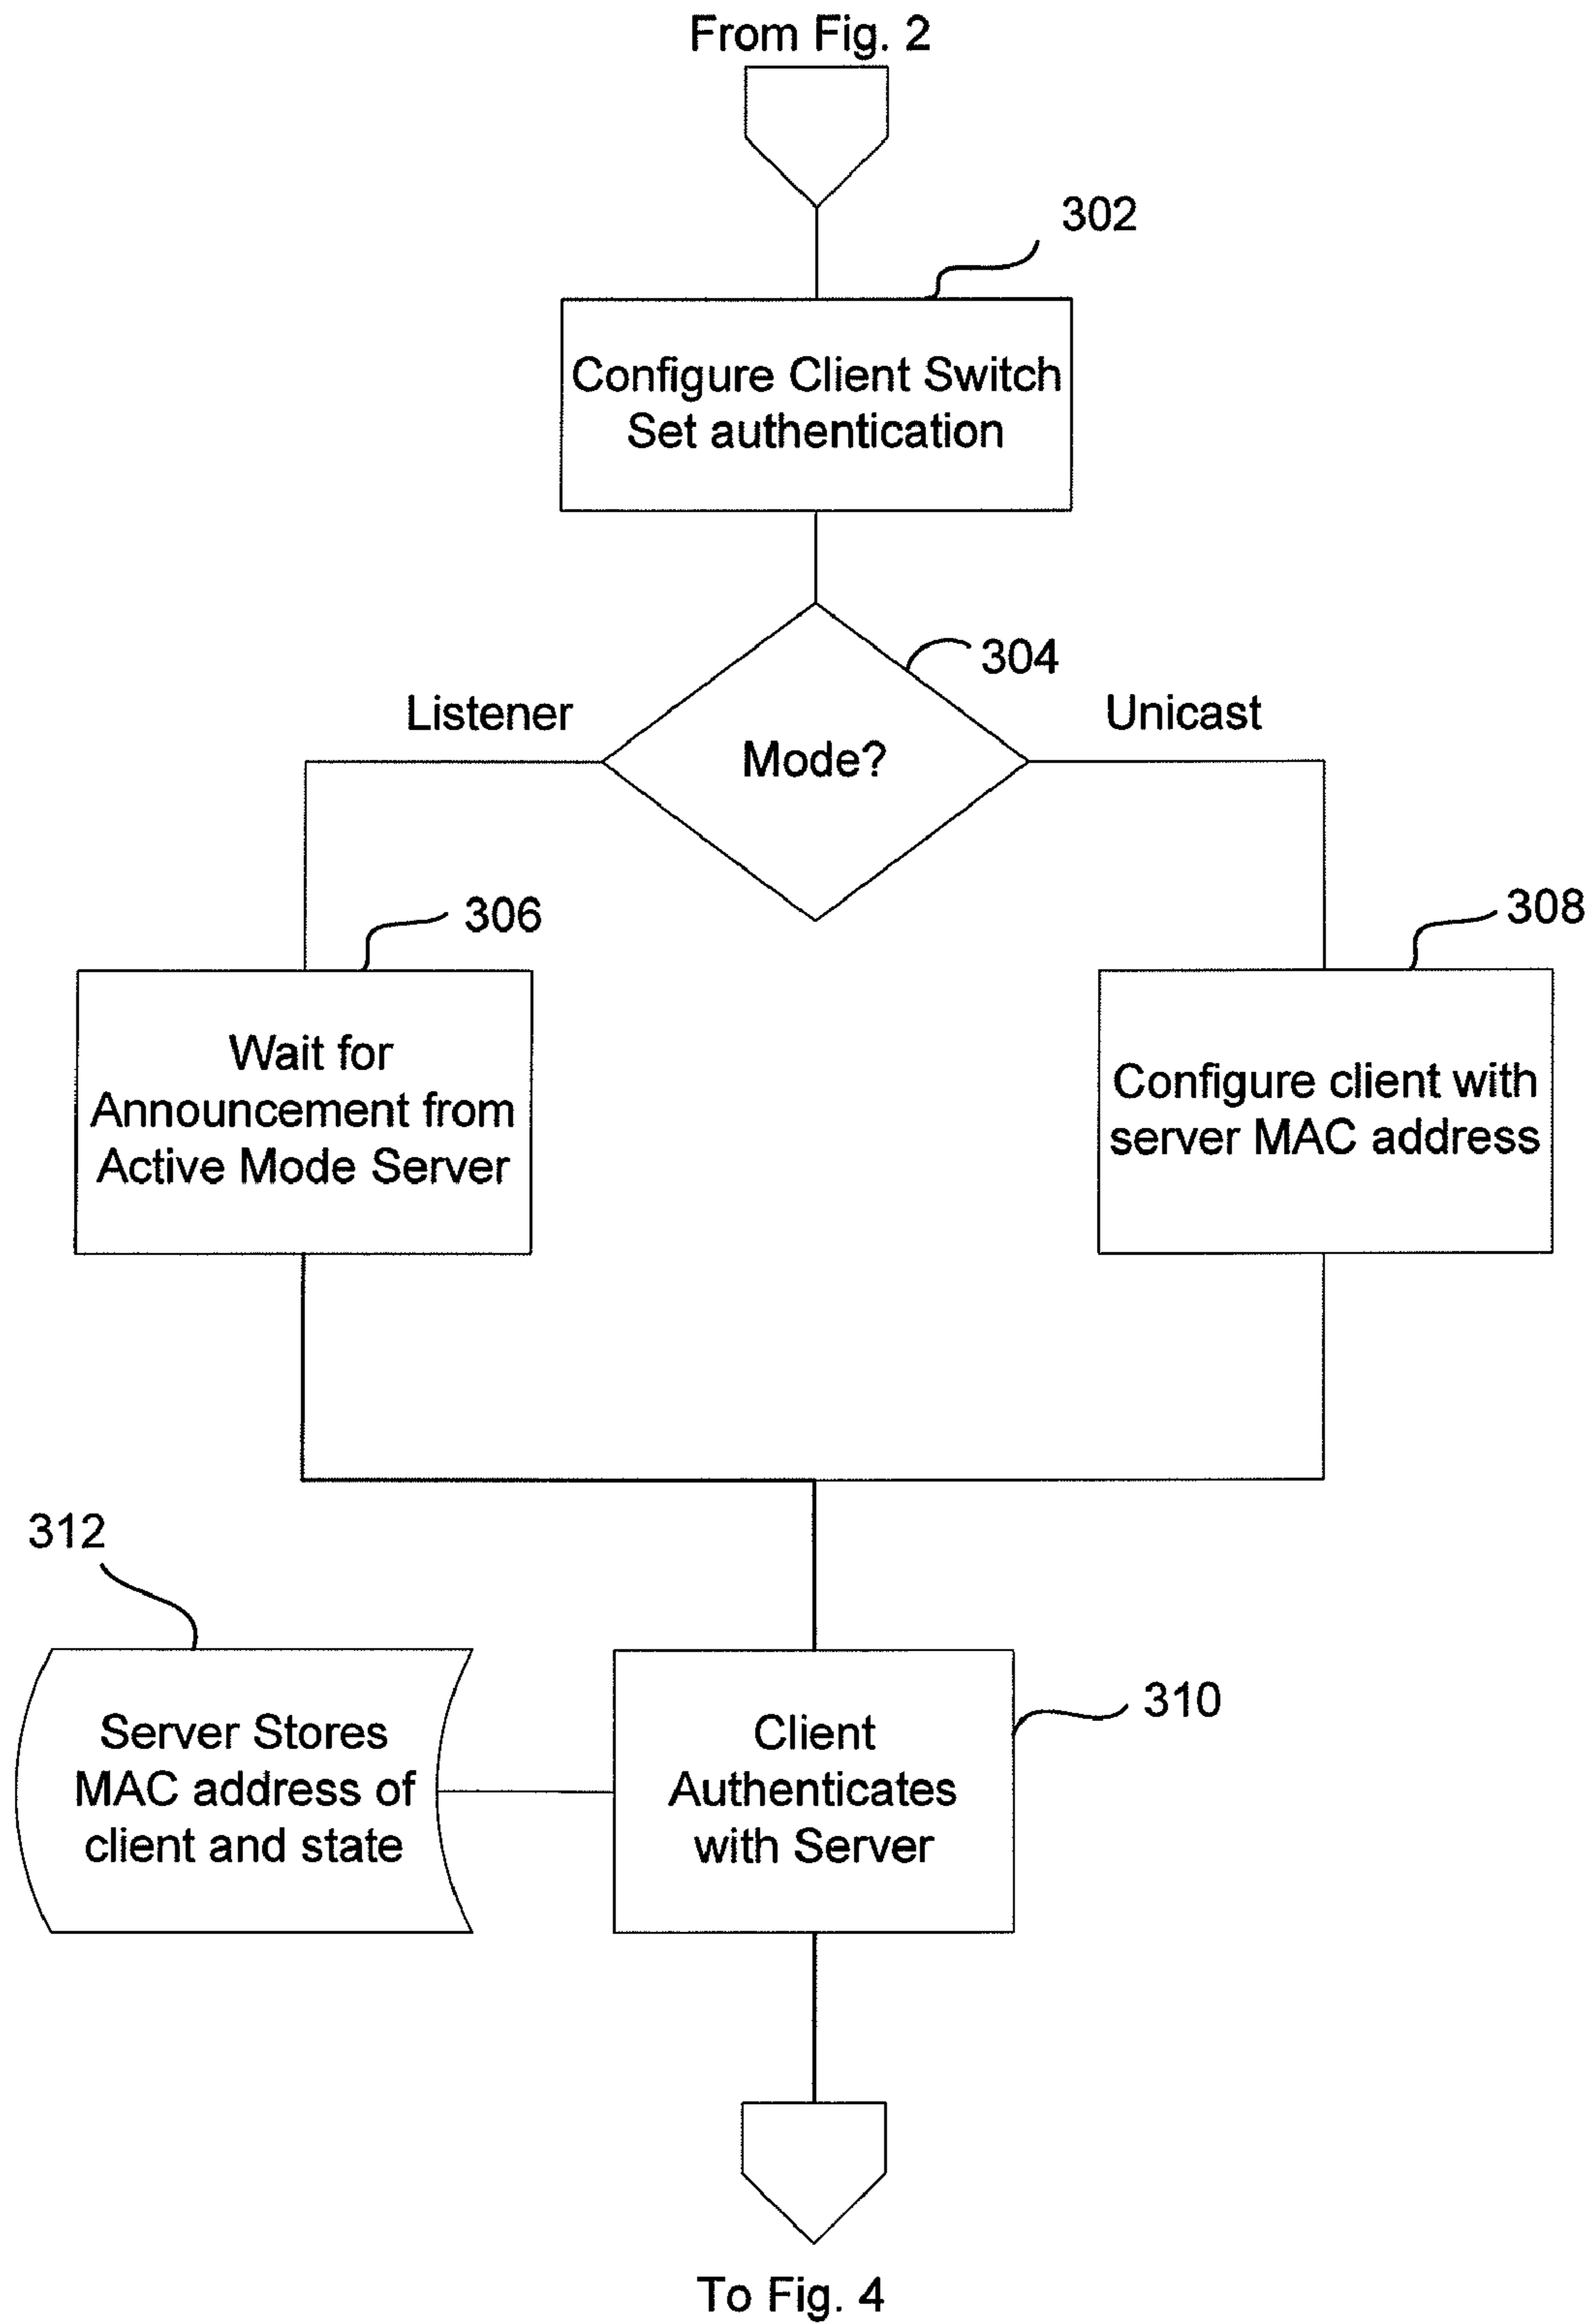 From Fig. 2
302
Configure Client Switch
Set authentication
304
Listener
Unicast
Mode?
306
308
Wait for
Announcement from
Active Mode Server
Configure client with
server MAC address
312
Server Stores
MAC address of
client and state
310
Client
Authenticates
with Server
To Fig. 4